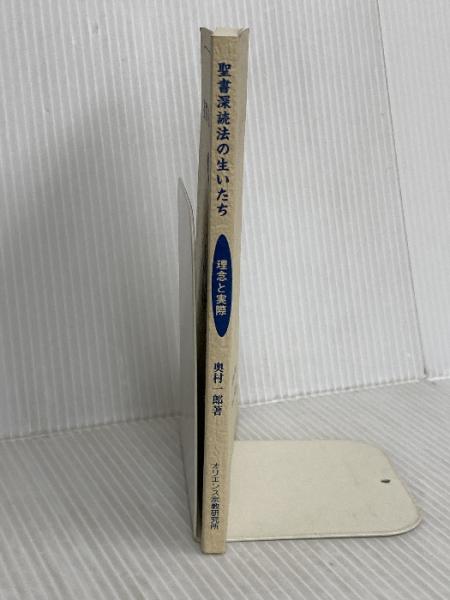 聖書深読法の生いたち
理念と実際
奥村一郎著
オリエンス宗教研究所